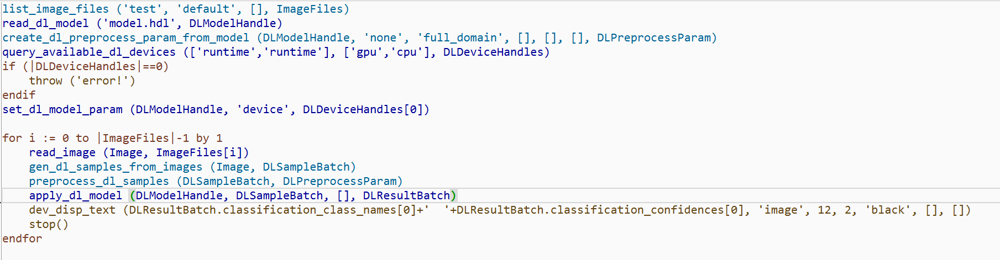 list_image_files ('test', 'default', [], ImageFiles)
read_dl_model ('model.hdl', DLModelHandle)
create_dl_preprocess_param_from_model (DLModelHandle, 'none', 'full_domain', [], [], [], DLPreprocessParam)
query_available_dl_devices (['runtime','runtime'], ['gpu','cpu'], DLDeviceHandles)
if (|DLDeviceHandles|==0)
    throw ('error!')
endif
set_dl_model_param (DLModelHandle, 'device', DLDeviceHandles[0])

for i := 0 to |ImageFiles|-1 by 1
    read_image (Image, ImageFiles[i])
    gen_dl_samples_from_images (Image, DLSampleBatch)
    preprocess_dl_samples (DLSampleBatch, DLPreprocessParam)
    apply_dl_model (DLModelHandle, DLSampleBatch, [], DLResultBatch)
    dev_disp_text (DLResultBatch.classification_class_names[0]+'  '+DLResultBatch.classification_confidences[0], 'image', 12, 2, 'black', [], [])
    stop()
endfor